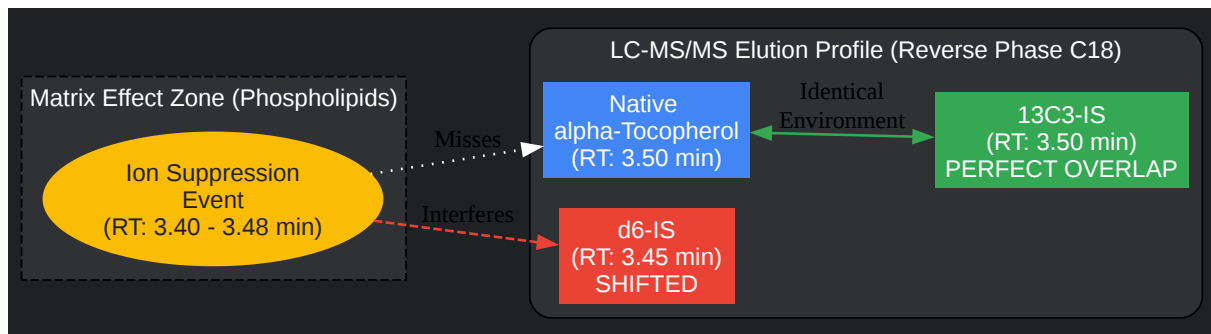 LC-MS/MS Elution Profile (Reverse Phase C18)
Matrix Effect Zone (Phospholipids)
Ion Suppression
Event
(RT: 3.40 - 3.48 min)
Misses
Interferes
Native
alpha-Tocopherol
(RT: 3.50 min)
Identical
Environment
13C3-IS
(RT: 3.50 min)
PERFECT OVERLAP
d6-IS
(RT: 3.45 min)
SHIFTED